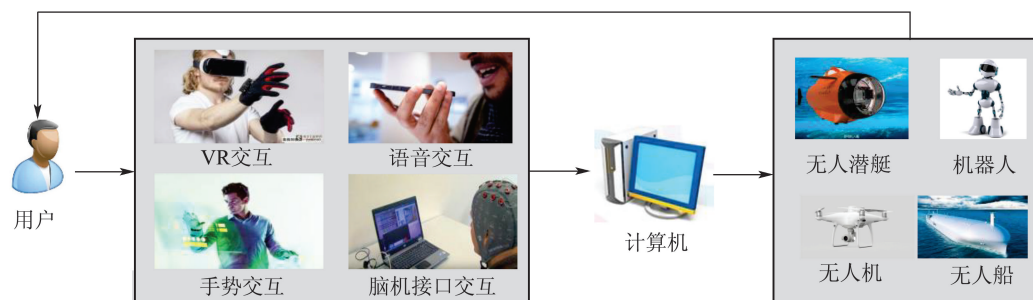 用户
VR交互
语音交互
手势交互
脑机接口交互
计算机
无人潜艇
机器人
无人机
无人船